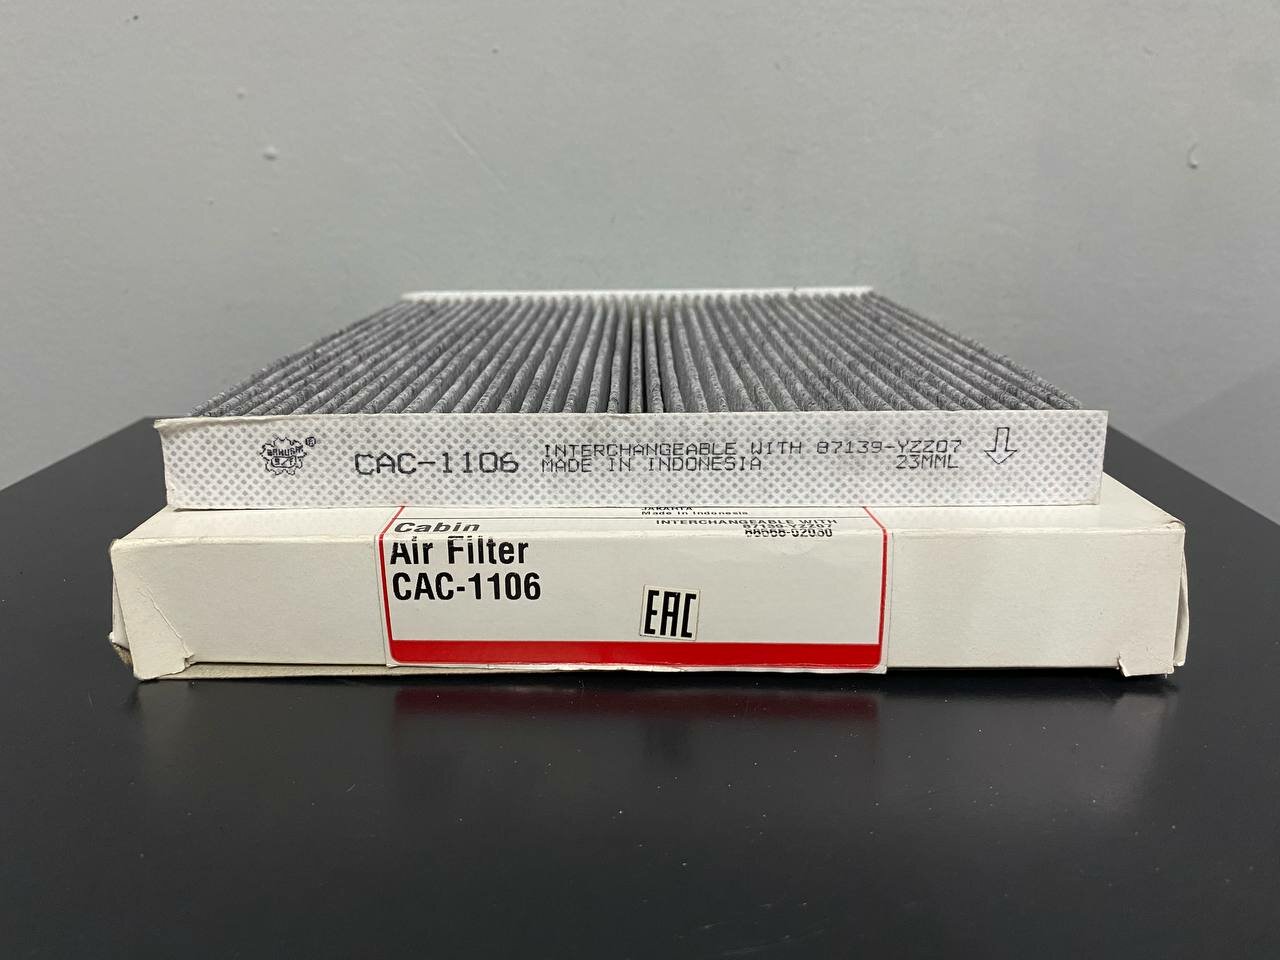 SAKURA
®
CAC-1106
INTERCHANGEABLE WITH 87139-YZZ07
MADE IN INDONESIA 23MML
JAKARTA
Made in Indonesia
Cabin
Air Filter
CAC-1106
INTERCHANGEABLE WITH
87139-YZZ07
EAC